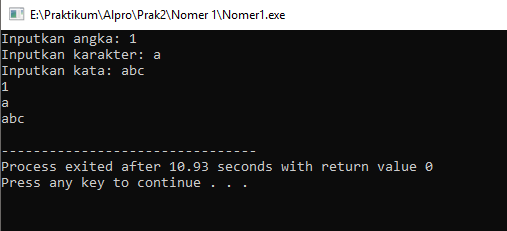 E:\Praktikum\Alpro\Prak2\Nomer 1\Nomer1.exe
Inputkan angka: 1
Inputkan karakter: a
Inputkan kata: abc
1
a
abc
--------------------------------
Process exited after 10.93 seconds with return value 0
Press any key to continue . . .